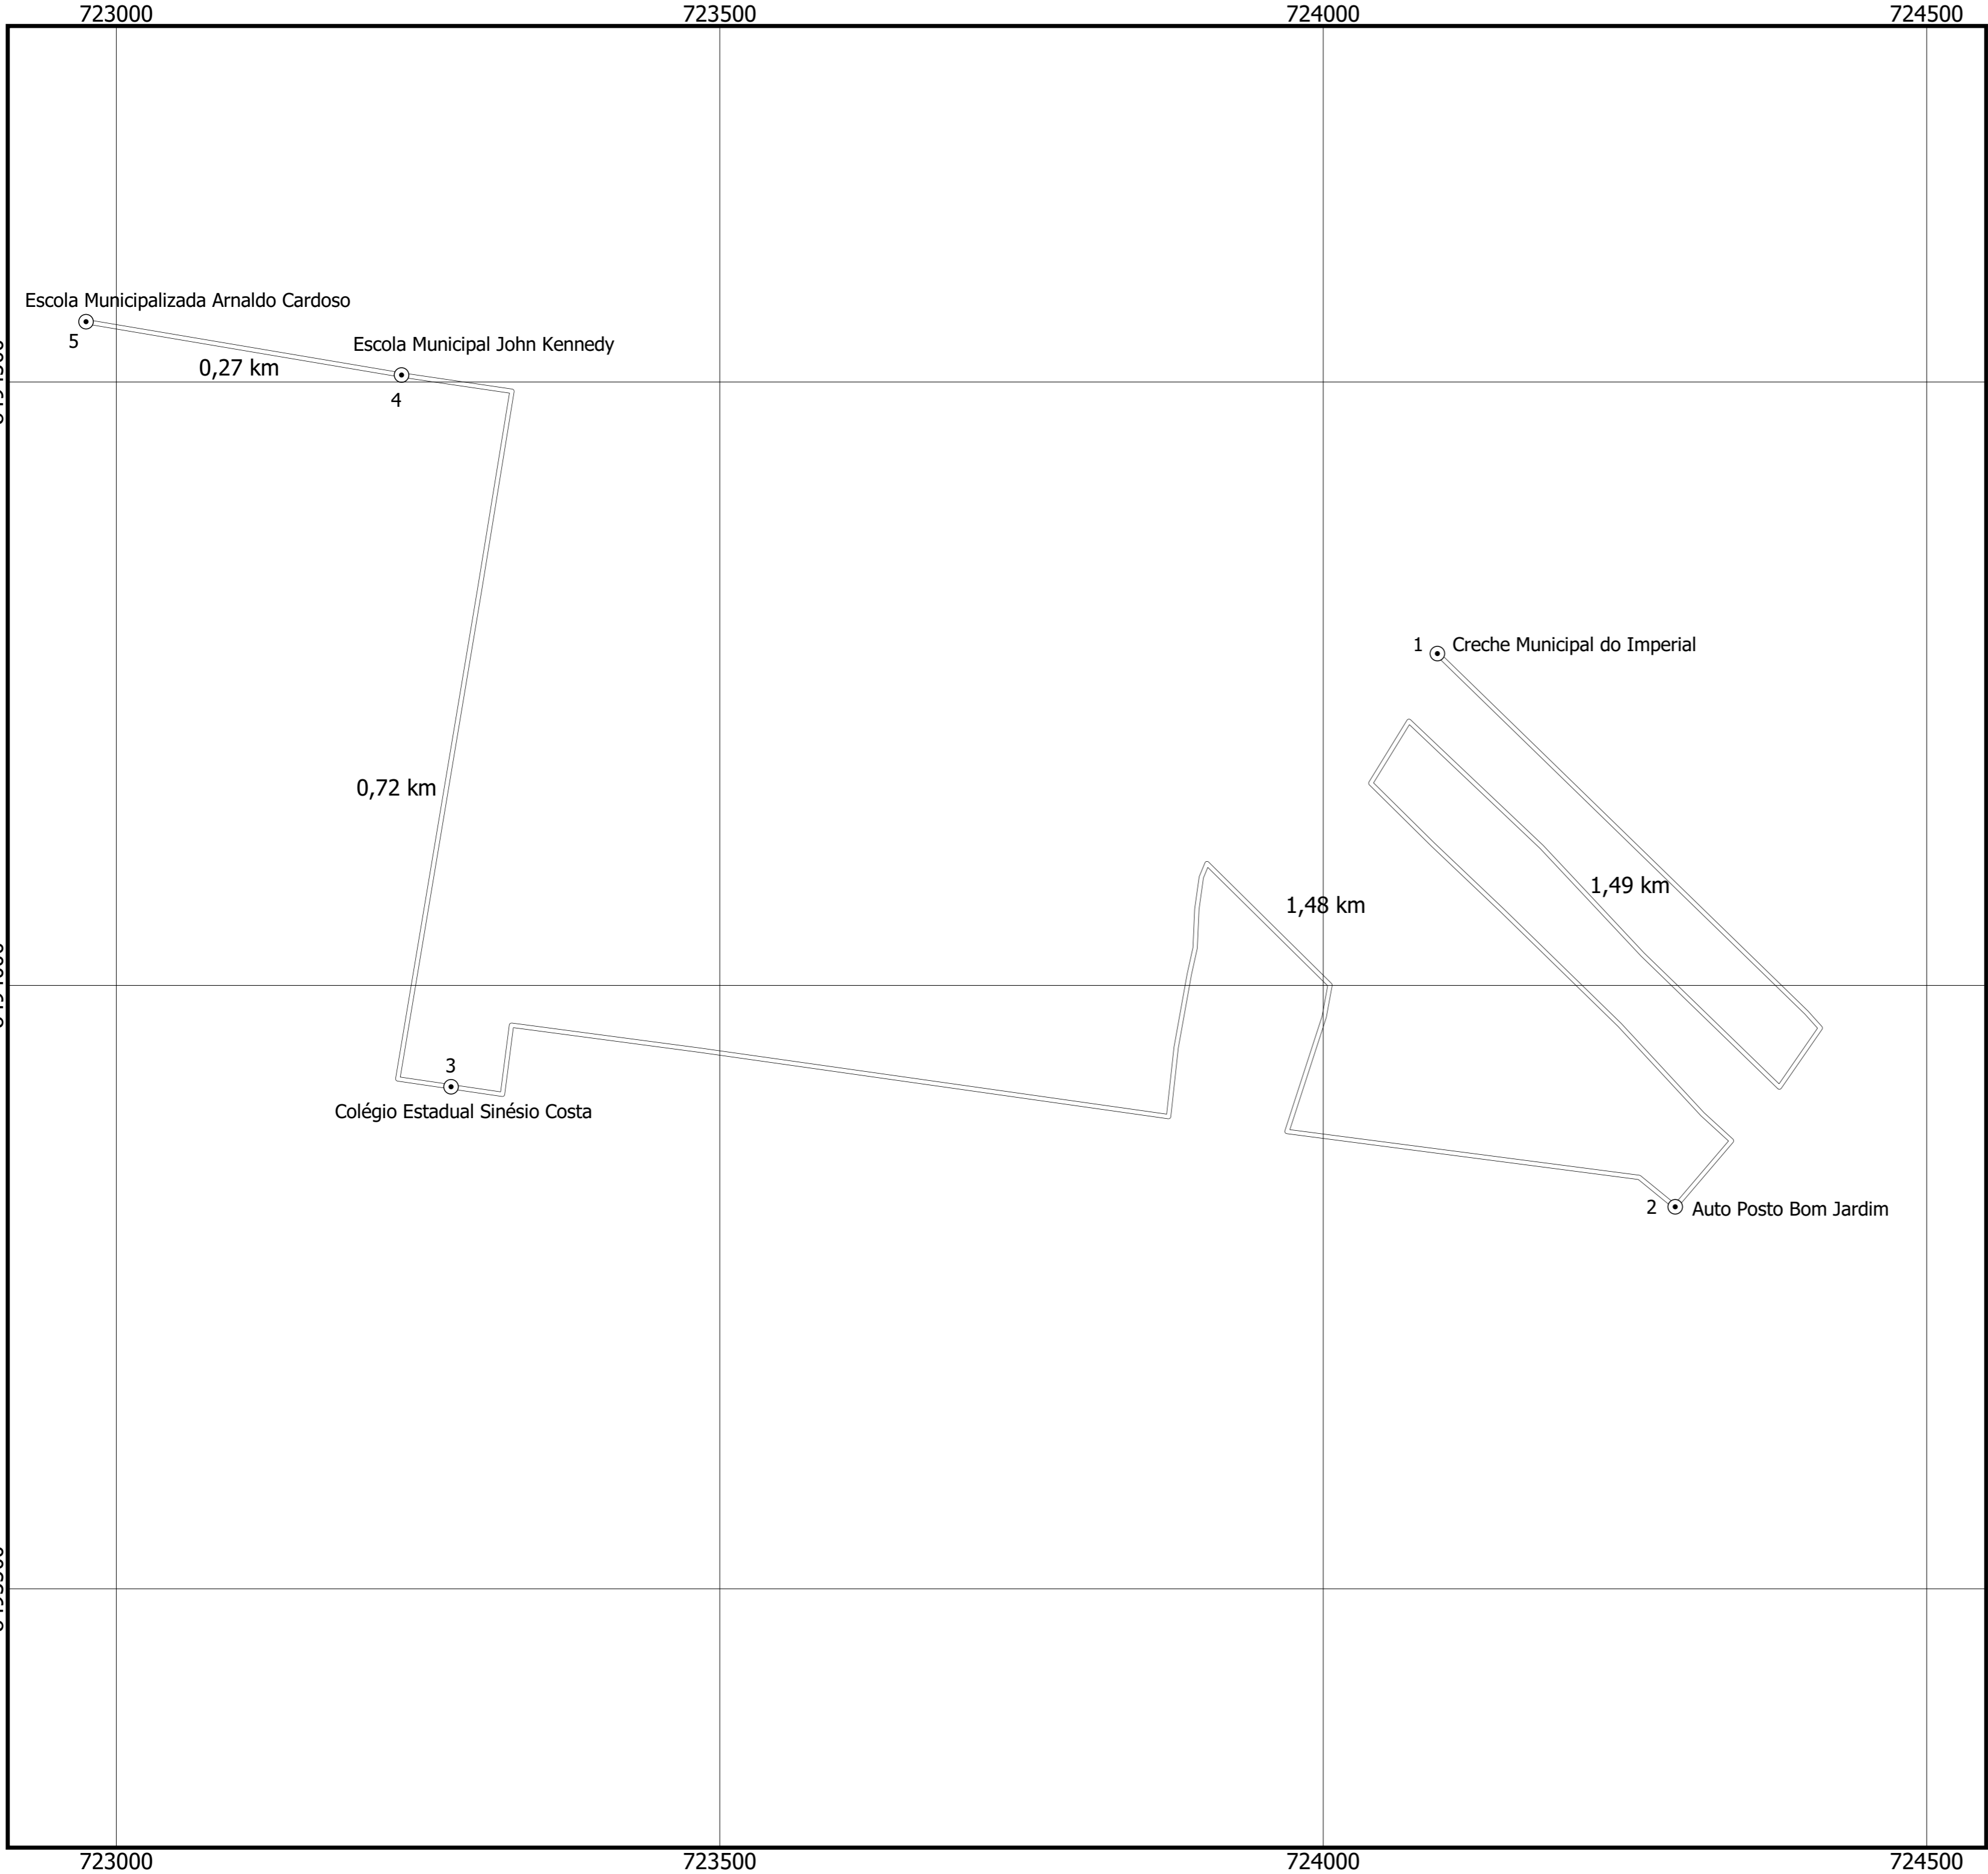 723000 723500 724000 724500
Escola Municipalizada Arnaldo Cardoso
5
Escola Municipal John Kennedy
0,27 km
4
1 Creche Municipal do Imperial
0,72 km
1,49 km
1,48 km
3
Colégio Estadual Sinésio Costa
2 Auto Posto Bom Jardim
723000 723500 724000 724500